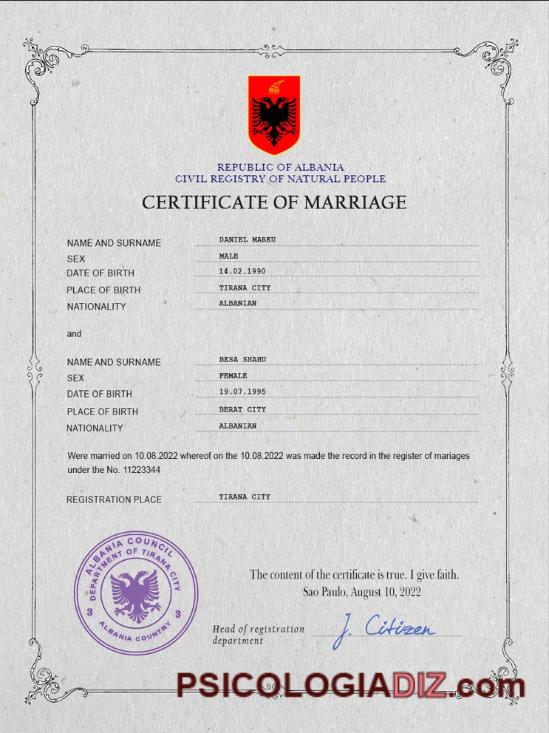 REPUBLIC OF ALBANIA
CIVIL REGISTRY OF NATURAL PEOPLE
CERTIFICATE OF MARRIAGE
NAME AND SURNAME DANIEL MARKU
SEX MALE
DATE OF BIRTH 14.02.1990
PLACE OF BIRTH TIRANA CITY
NATIONALITY ALBANIAN
and
NAME AND SURNAME BESA SHAHU
SEX FEMALE
DATE OF BIRTH 19.07.1995
PLACE OF BIRTH BERAT CITY
NATIONALITY ALBANIAN
Were married on 10.08.2022 whereof on the 10.08.2022 was made the record in the register of mariages
under the No. 11223344
REGISTRATION PLACE TIRANA CITY
ALBANIA COUNCIL
DEPARTMENT OF TIRANA CITY
3 3
ALBANIA COUNTRY
The content of the certificate is true. I give faith.
Sao Paulo, August 10, 2022
Head of registration
department
J. Citizen
PSICOLOGIADIZ.com